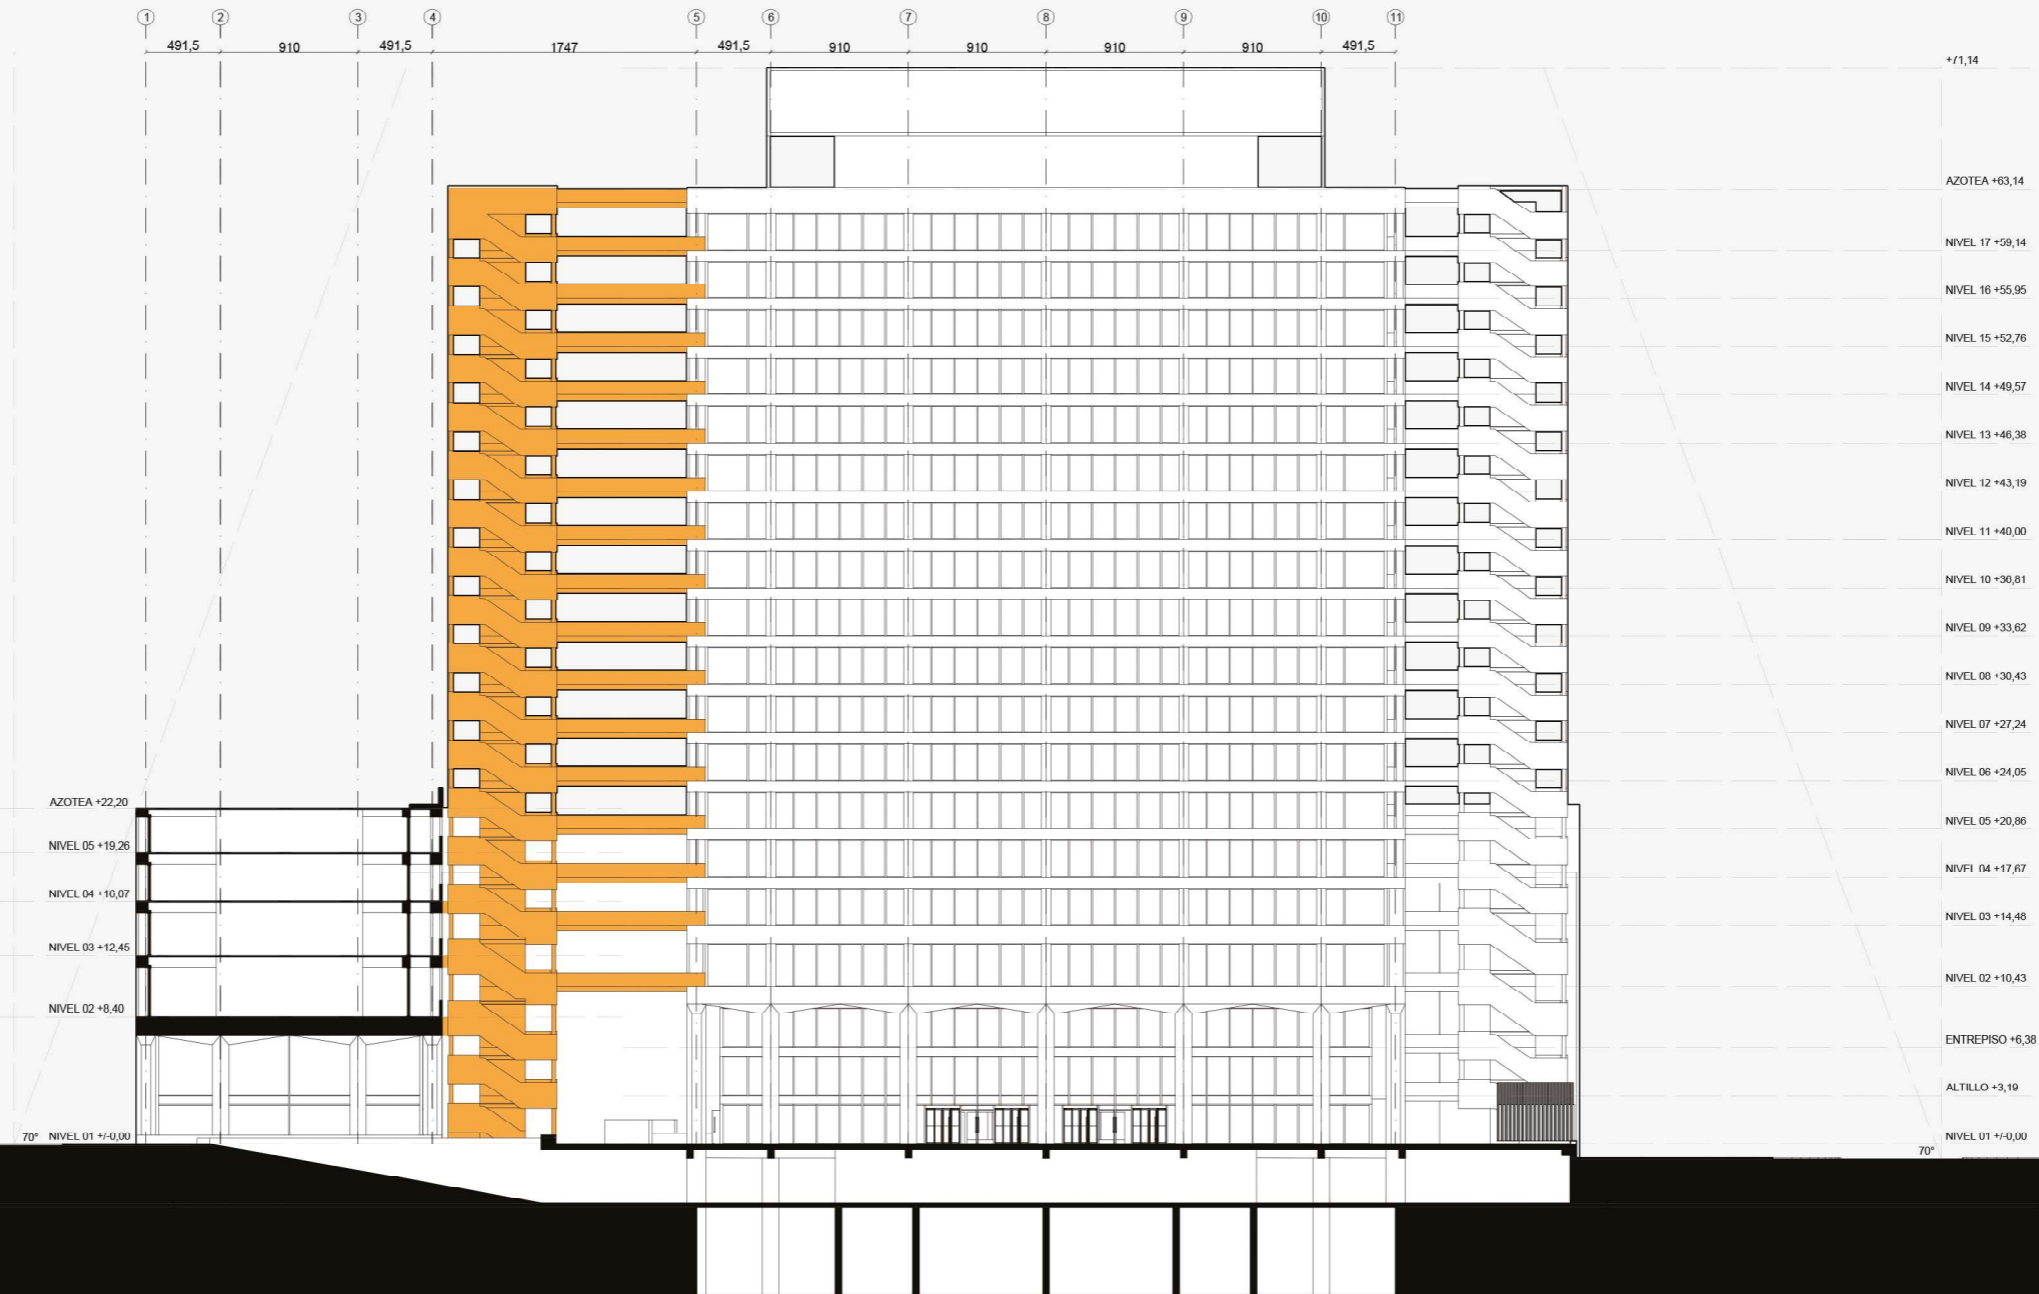 1 2 3 4 5 6 7 8 9 10 11
491,5 910 491,5 1747 491,5 910 910 910 910 491,5
+71,14
AZOTEA +63,14
NIVEL 17 +59,14
NIVEL 16 +55,95
NIVEL 15 +52,76
NIVEL 14 +49,57
NIVEL 13 +46,38
NIVEL 12 +43,19
NIVEL 11 +40,00
NIVEL 10 +36,81
NIVEL 09 +33,62
NIVEL 08 +30,43
NIVEL 07 +27,24
NIVEL 06 +24,05
AZOTEA +22,20
NIVEL 05 +20,86
NIVEL 05 +19,26
NIVEL 04 +17,67
NIVEL 04 +16,07
NIVEL 03 +14,48
NIVEL 03 +12,45
NIVEL 02 +10,43
NIVEL 02 +8,40
ENTREPISO +6,38
ALTILLO +3,19
70° NIVEL 01 +/-0,00
NIVEL 01 +/-0,00
70°